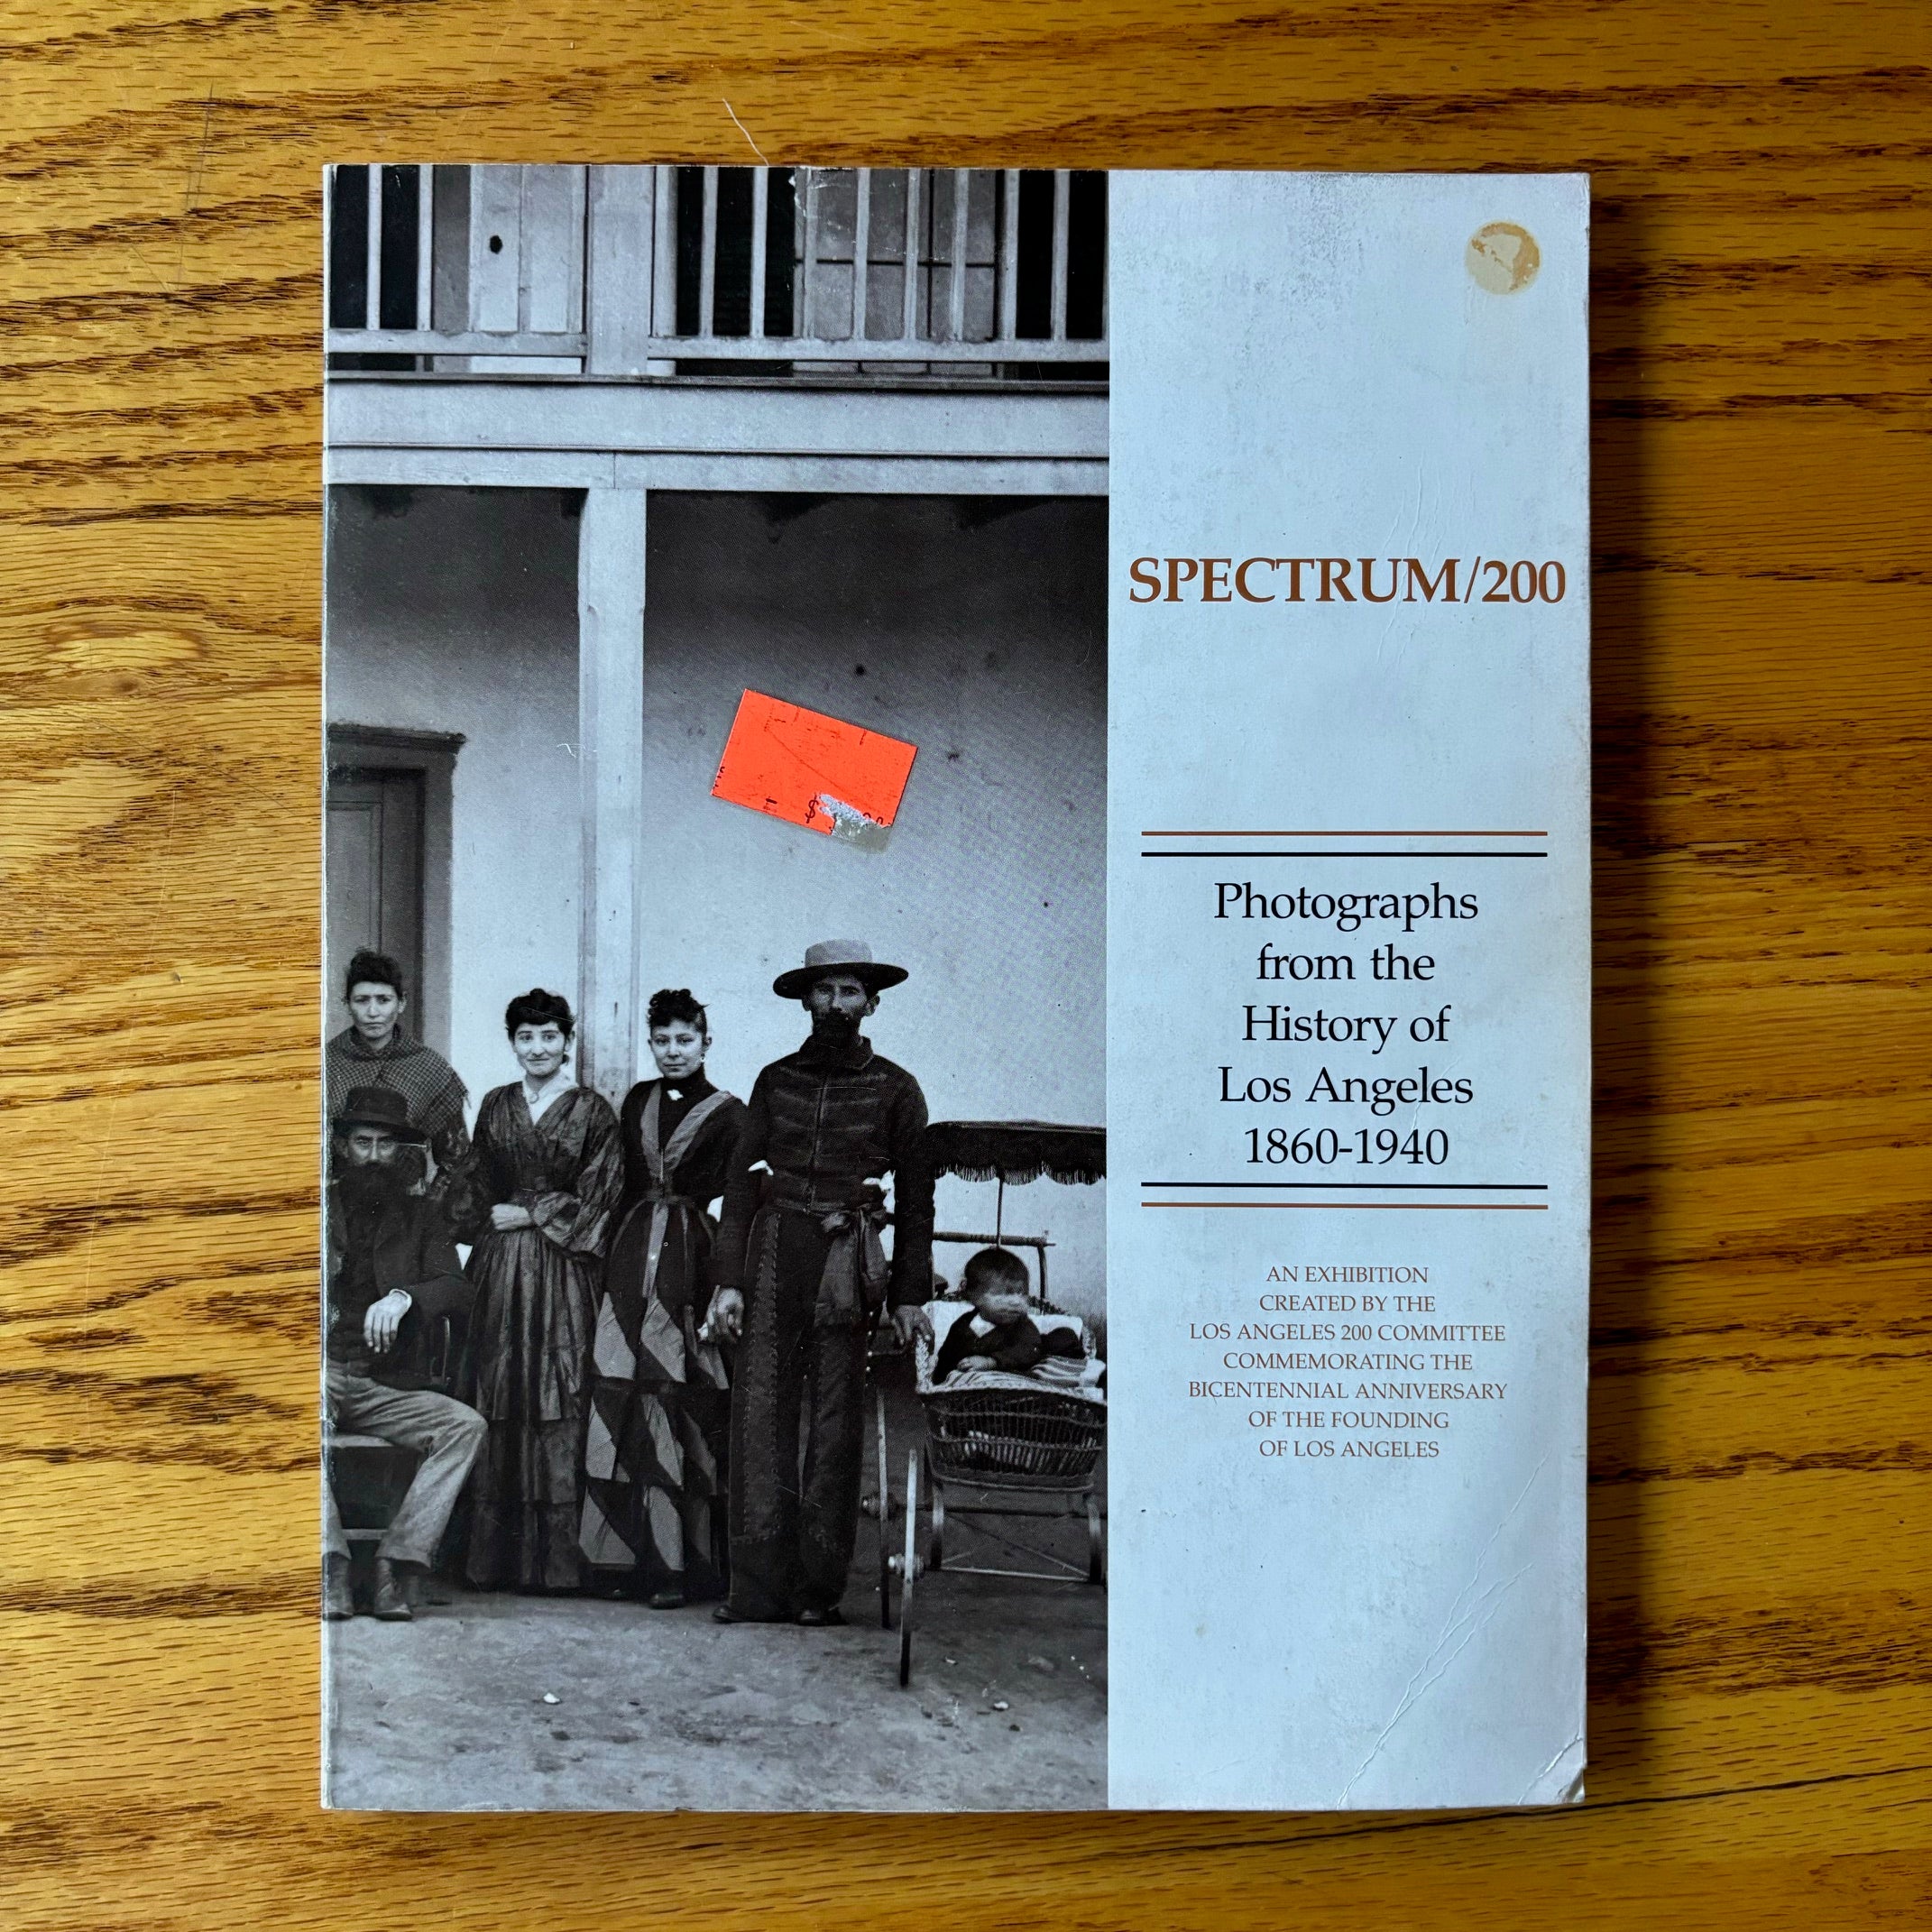 SPECTRUM/200
Photographs
from the
History of
Los Angeles
1860-1940
AN EXHIBITION
CREATED BY THE
LOS ANGELES 200 COMMITTEE
COMMEMORATING THE
BICENTENNIAL ANNIVERSARY
OF THE FOUNDING
OF LOS ANGELES
$